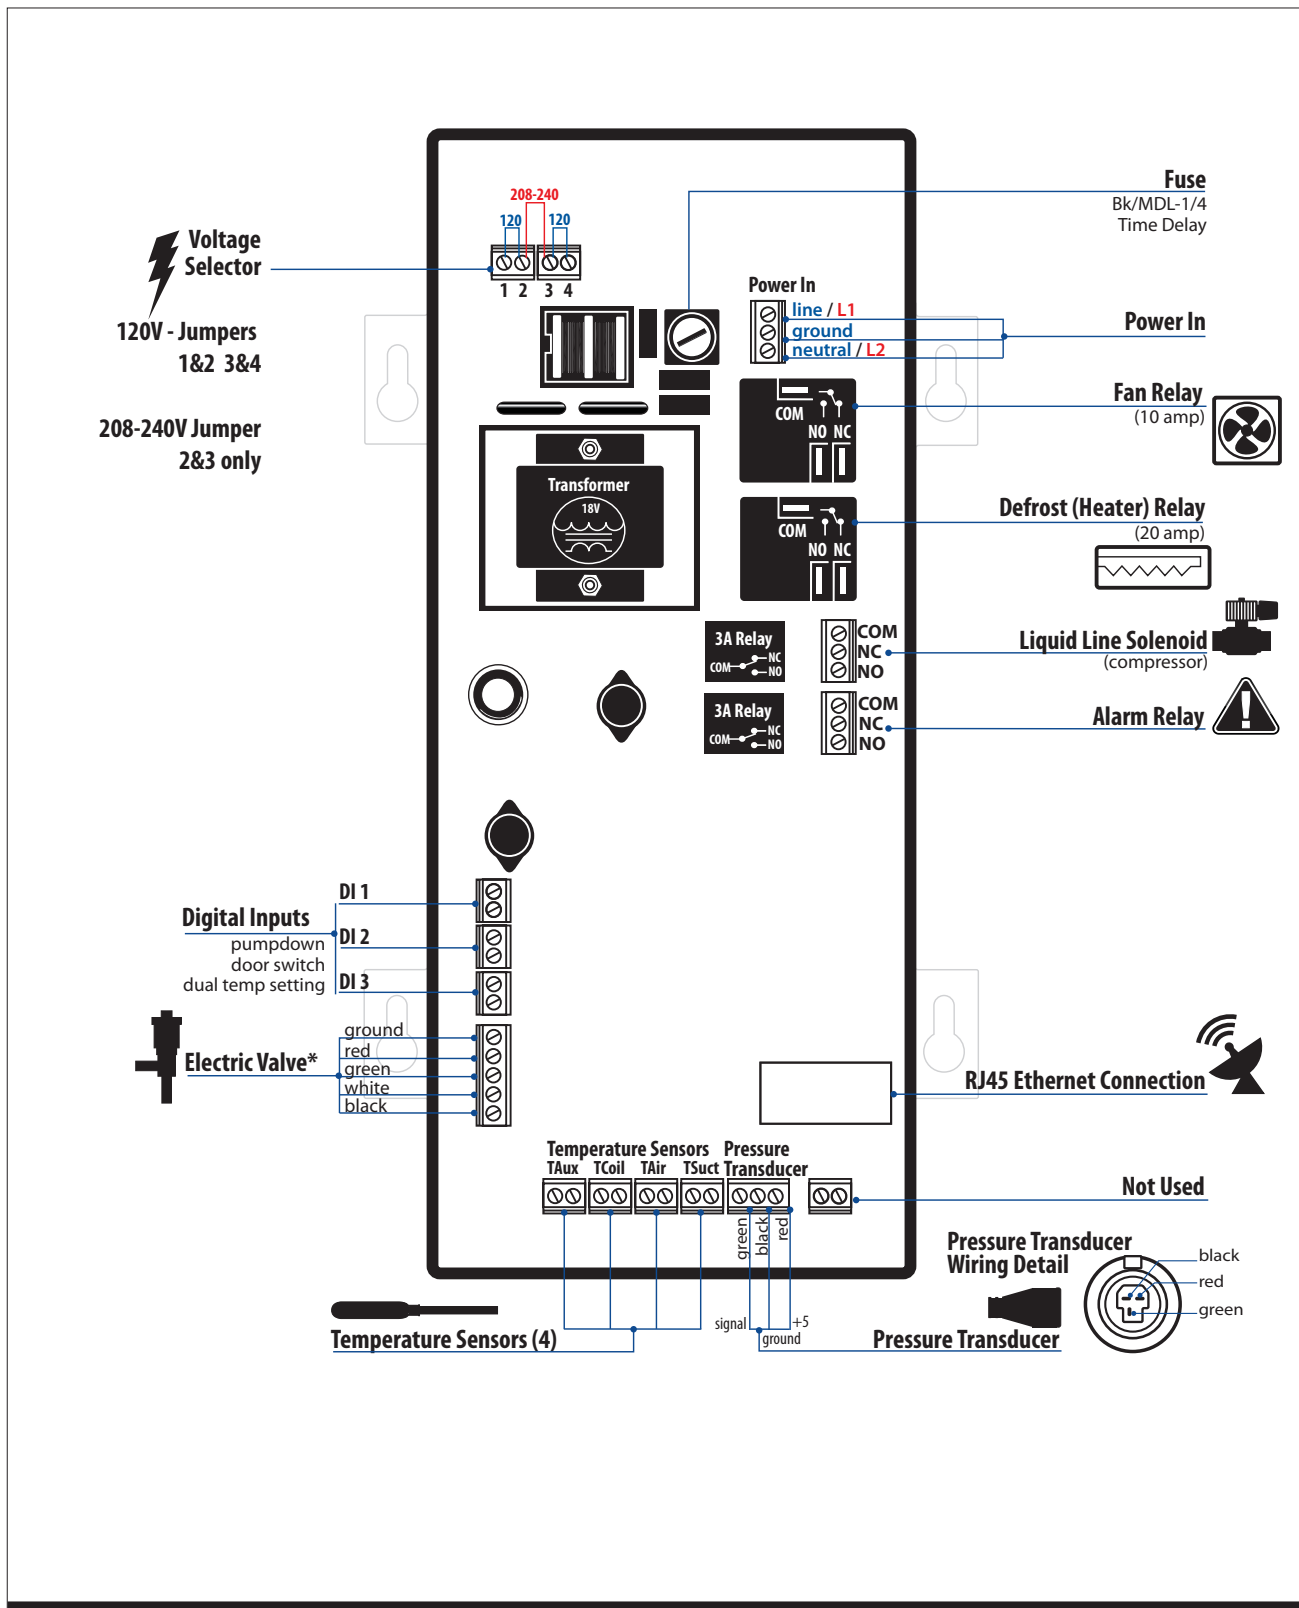 208-240
120
120
1 2 3 4
Voltage
Selector
120V - Jumpers
1&2 3&4
208-240V Jumper
2&3 only
Fuse
Bk/MDL-1/4
Time Delay
Power In
line / L1
ground
neutral / L2
Power In
COM
NO NC
Fan Relay
(10 amp)
Transformer
18V
COM
NO NC
Defrost (Heater) Relay
(20 amp)
3A Relay
COM
NC
NO
COM
NC
NO
Liquid Line Solenoid
(compressor)
3A Relay
COM
NC
NO
COM
NC
NO
Alarm Relay
DI 1
Digital Inputs
pumpdown
door switch
dual temp setting
DI 2
DI 3
Electric Valve*
ground
red
green
white
black
RJ45 Ethernet Connection
Temperature Sensors
TAux TCoil TAir TSuct
Pressure
Transducer
Not Used
green
black
red
signal
ground
+5
Temperature Sensors (4)
Pressure Transducer
Wiring Detail
black
red
green
Pressure Transducer